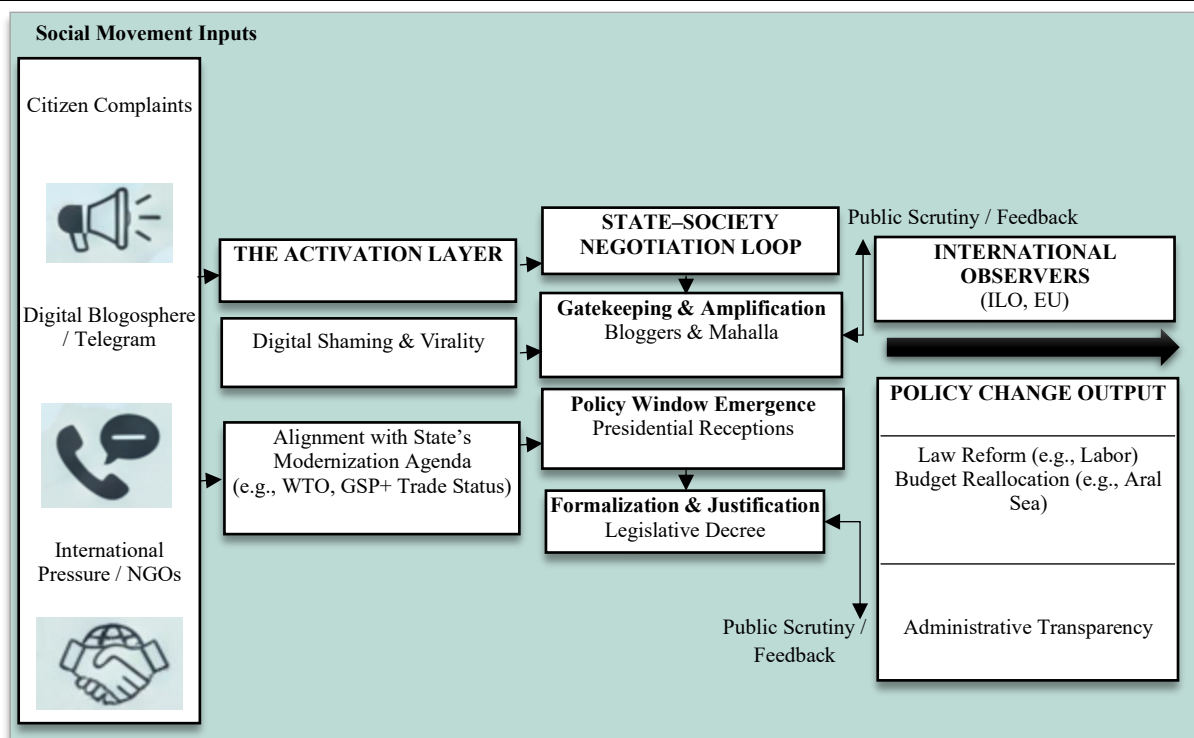 Social Movement Inputs
Citizen Complaints
Digital Blogosphere
/ Telegram
International
Pressure / NGOs
THE ACTIVATION LAYER
Digital Shaming & Virality
Alignment with State’s
Modernization Agenda
(e.g., WTO, GSP+ Trade Status)
STATE–SOCIETY
NEGOTIATION LOOP
Gatekeeping & Amplification
Bloggers & Mahalla
Policy Window Emergence
Presidential Receptions
Formalization & Justification
Legislative Decree
Public Scrutiny / Feedback
Public Scrutiny /
Feedback
INTERNATIONAL
OBSERVERS
(ILO, EU)
POLICY CHANGE OUTPUT
Law Reform (e.g., Labor)
Budget Reallocation (e.g., Aral
Sea)
Administrative Transparency